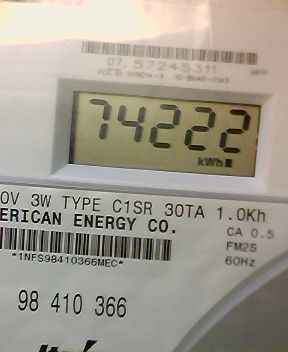 07. 57245311
74222
kWh
0V 3W TYPE C1SR 30TA 1.0Kh
ERICAN ENERGY CO.
CA 0.5
FM2S
60Hz
*1NFS98410366MEC*
98 410 366